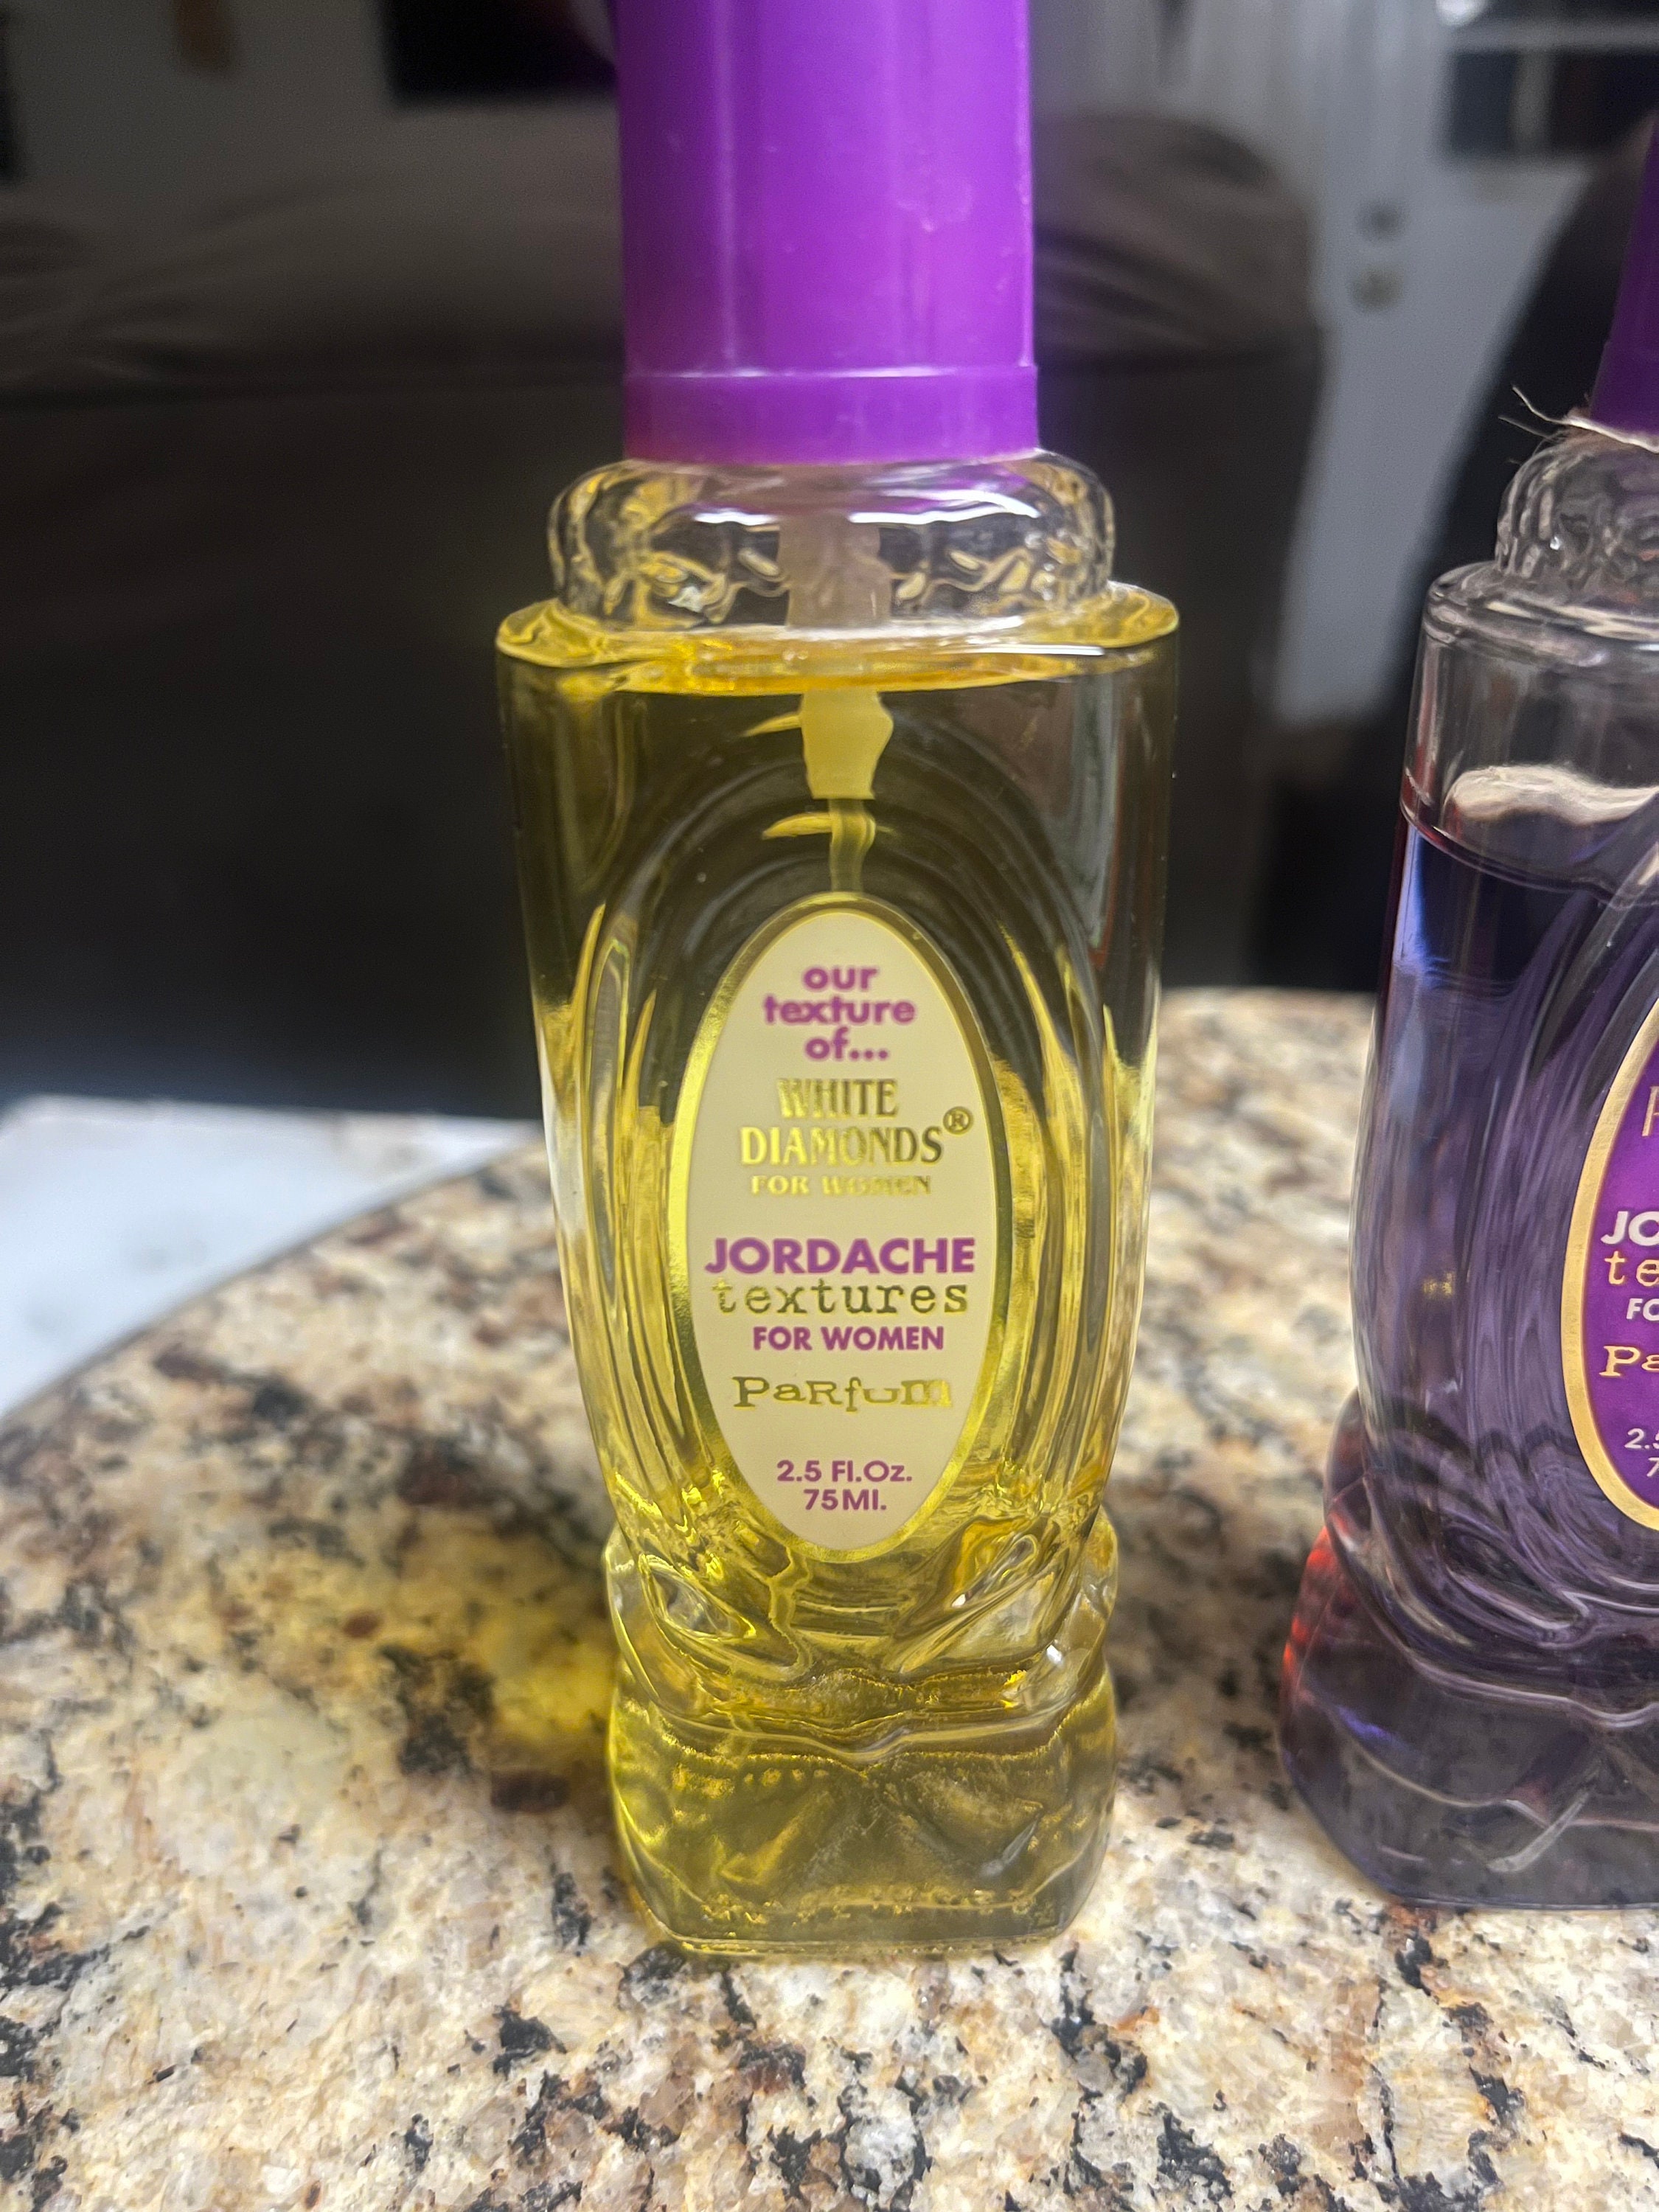 our
texture
of...
WHITE
DIAMONDS®
FOR WOMEN
JORDACHE
textures
FOR WOMEN
Parfum
2.5 Fl.Oz.
75Ml.